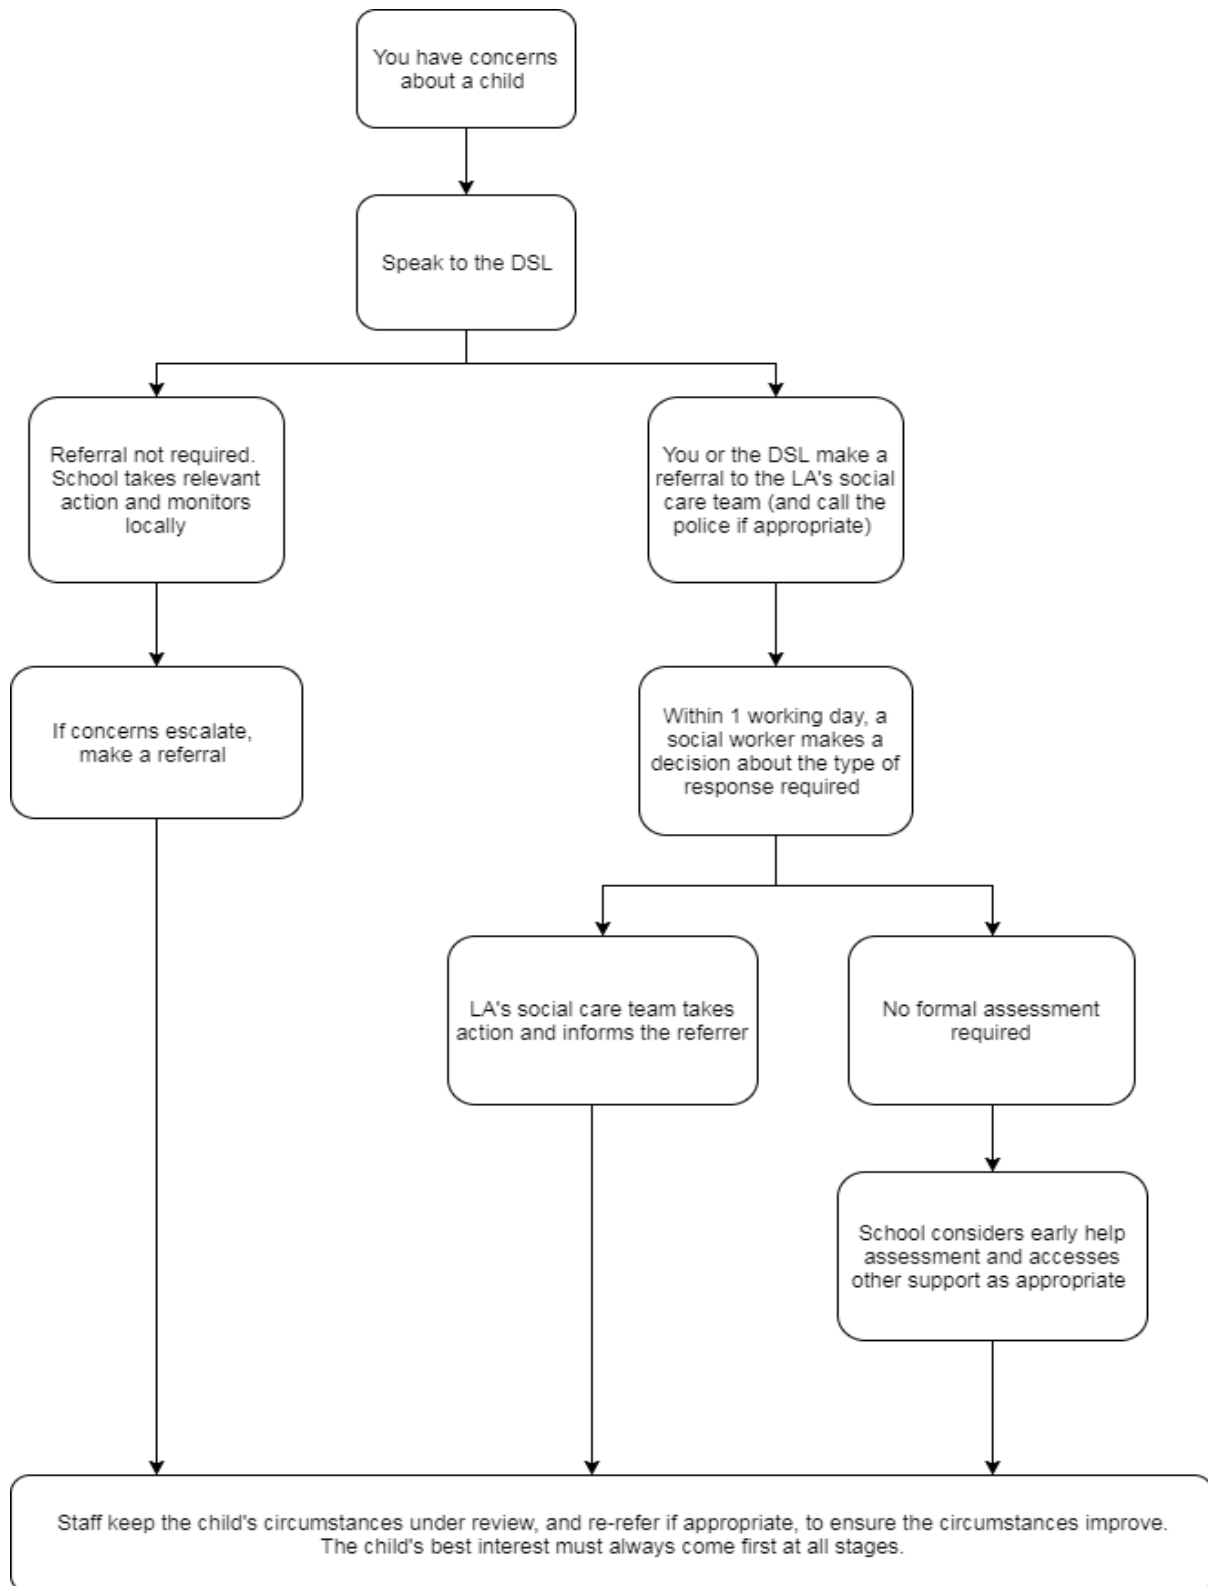 You have concerns
about a child
Speak to the DSL
Referral not required.
School takes relevant
action and monitors
locally
You or the DSL make a
referral to the LA's social
care team (and call the
police if appropriate)
If concerns escalate,
make a referral
Within 1 working day, a
social worker makes a
decision about the type of
response required
LA's social care team takes
action and informs the referrer
No formal assessment
required
School considers early help
assessment and accesses
other support as appropriate
Staff keep the child's circumstances under review, and re-refer if appropriate, to ensure the circumstances improve.
The child's best interest must always come first at all stages.